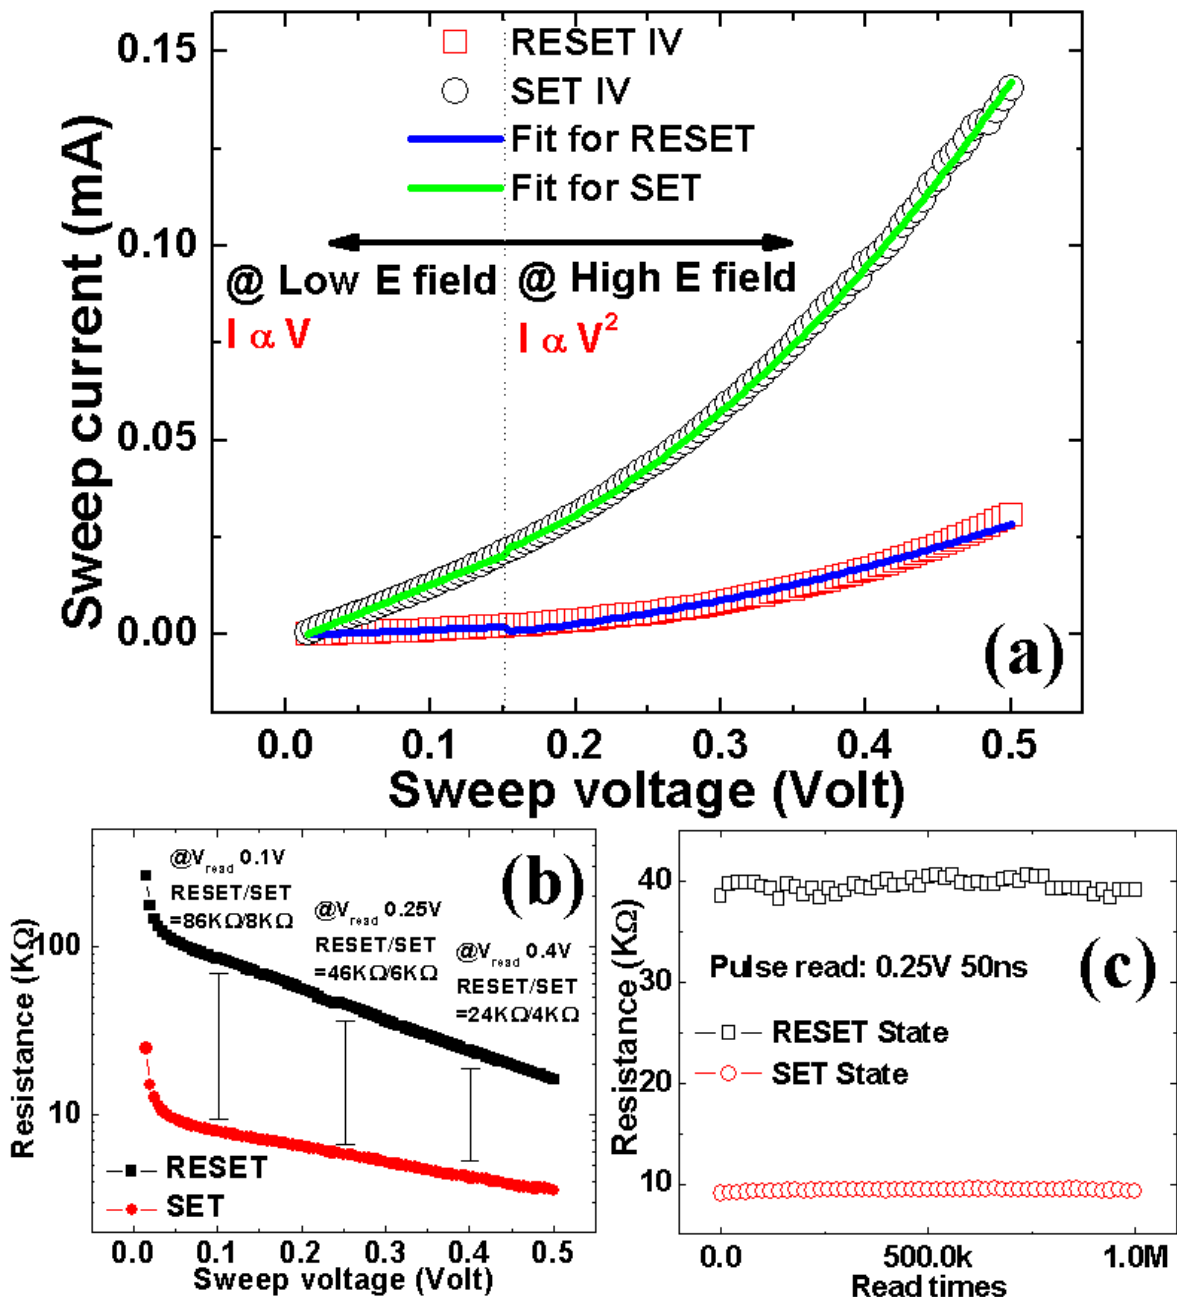 0.15
0.10
0.05
0.00
Sweep current (mA)
RESET IV
SET IV
Fit for RESET
Fit for SET
@ Low E field
@ High E field
I α V
I α V²
(a)
0.0 0.1 0.2 0.3 0.4 0.5
Sweep voltage (Volt)
(b)
100
10
Resistance (KΩ)
@Vread 0.1V
RESET/SET
=86KΩ/8KΩ
@Vread 0.25V
RESET/SET
=46KΩ/6KΩ
@Vread 0.4V
RESET/SET
=24KΩ/4KΩ
RESET
SET
0.0 0.1 0.2 0.3 0.4 0.5
Sweep voltage (Volt)
40
30
20
10
Resistance (KΩ)
Pulse read: 0.25V 50ns
(c)
RESET State
SET State
0.0 500.0k 1.0M
Read times